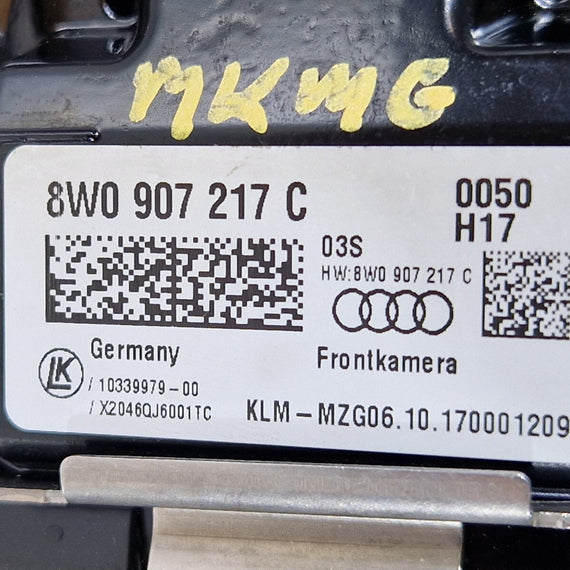 MKMG
8W0 907 217 C
0050
H17
03S
HW:8W0 907 217 C
Germany
Frontkamera
LK
/ 10339979-00
/ X2046QJ6001TC
KLM-MZG06.10.170001209